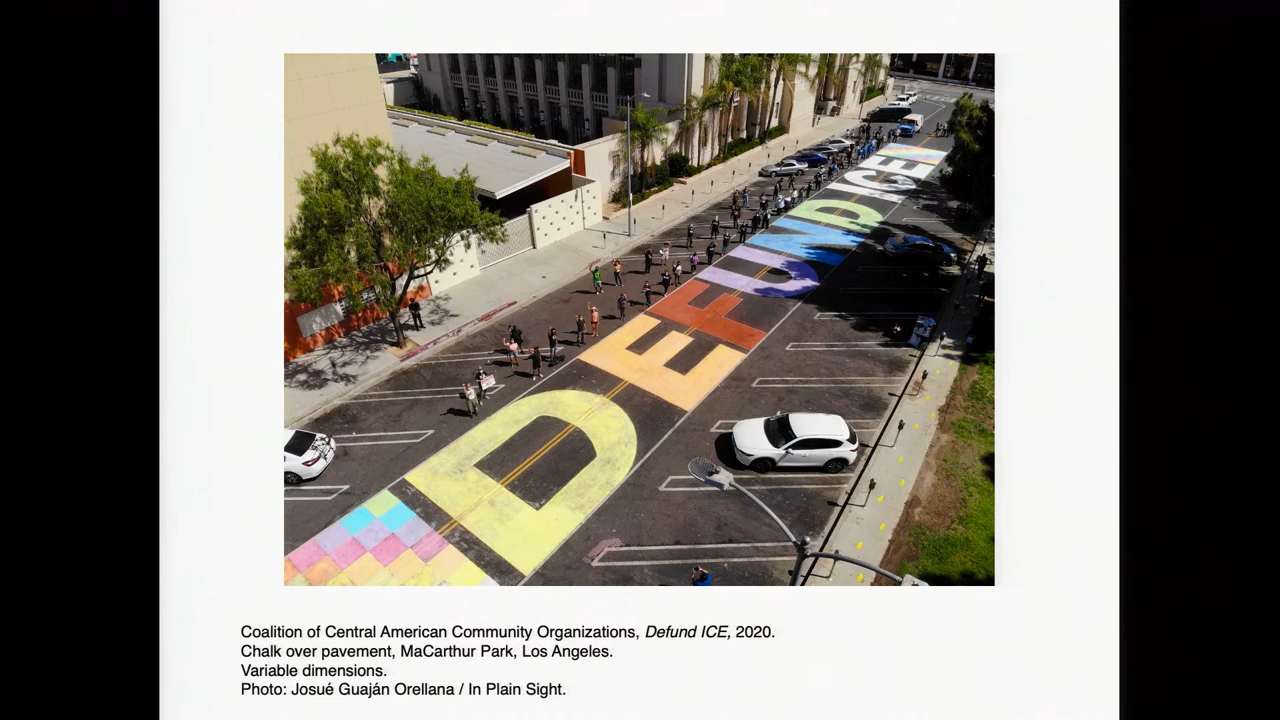 DEFUND ICE
Coalition of Central American Community Organizations, Defund ICE, 2020.
Chalk over pavement, MaCarthur Park, Los Angeles.
Variable dimensions.
Photo: Josué Guaján Orellana / In Plain Sight.